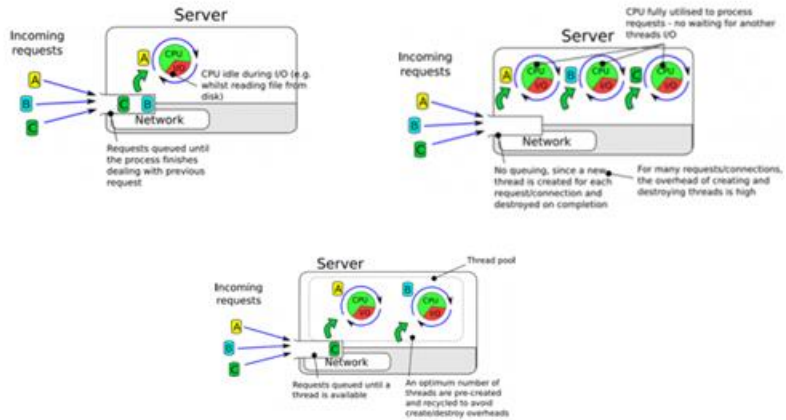 Server
Incoming
requests
A
B
C
A
CPU
I/O
CPU idle during I/O (e.g.
whilst reading file from
disk)
C B
Network
Requests queued until
the process finishes
dealing with previous
request
CPU fully utilised to process
requests - no waiting for another
threads I/O
Server
Incoming
requests
A
B
C
A
CPU
I/O
B
CPU
I/O
C
CPU
I/O
Network
No queuing, since a new
thread is created for each
request/connection and
destroyed on completion
For many requests/connections,
the overhead of creating and
destroying threads is high
Server
Thread pool
Incoming
requests
A
B
C
A
CPU
I/O
B
CPU
I/O
C
Network
Requests queued until a
thread is available
An optimum number of
threads are pre-created
and recycled to avoid
create/destroy overheads